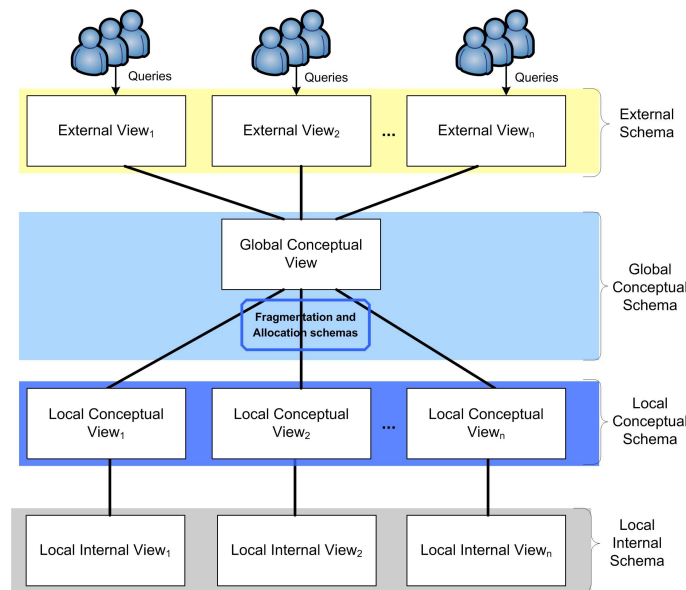 Queries
Queries
Queries
External View₁
External View₂
...
External Viewₙ
External
Schema
Global Conceptual
View
Global
Conceptual
Schema
Fragmentation and
Allocation schemas
Local Conceptual
View₁
Local Conceptual
View₂
...
Local Conceptual
Viewₙ
Local
Conceptual
Schema
Local Internal View₁
Local Internal View₂
Local Internal Viewₙ
Local
Internal
Schema